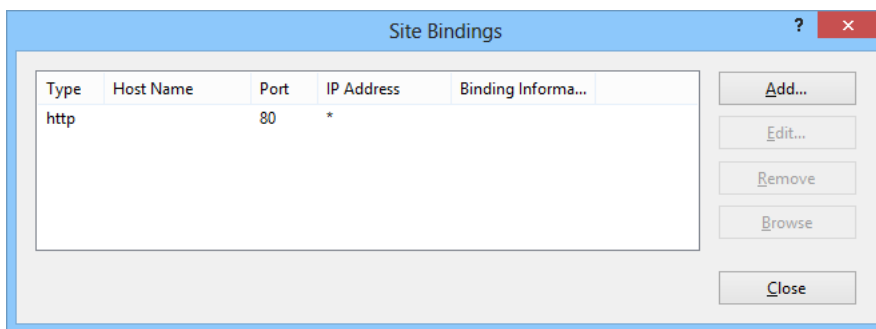 Site Bindings
?
Type Host Name Port IP Address Binding Informa...
http 80 *
Add...
Edit...
Remove
Browse
Close